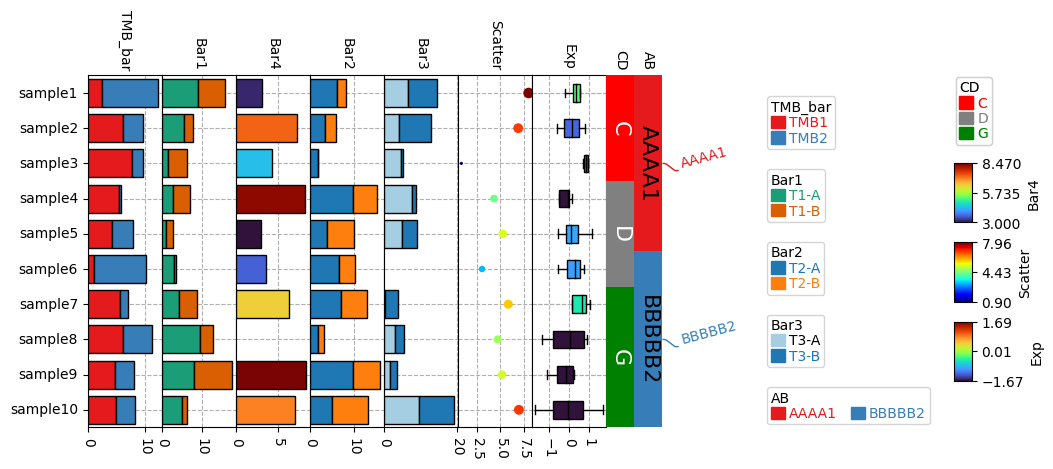 TMB_bar
Bar1
Bar4
Bar2
Bar3
Scatter
Exp
CD
AB
sample1
sample2
sample3
sample4
sample5
sample6
sample7
sample8
sample9
sample10
0 10
0 10
0 5
0 10
0 20
0 2.5 5.0 7.5
−1 0 1
C
D
G
AAAA1
BBBBB2
AAAA1
BBBBB2
TMB_bar
TMB1
TMB2
Bar1
T1-A
T1-B
Bar2
T2-A
T2-B
Bar3
T3-A
T3-B
AB
AAAA1 BBBBB2
CD
C
D
G
8.470
5.735
3.000
Bar4
7.96
4.43
0.90
Scatter
1.69
0.01
−1.67
Exp